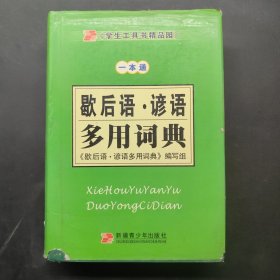 学生工具书精品园
一本通
歇后语·谚语
多用词典
《歇后语·谚语多用词典》编写组
XieHouYuYanYu
DuoYongCiDian
新疆青少年出版社